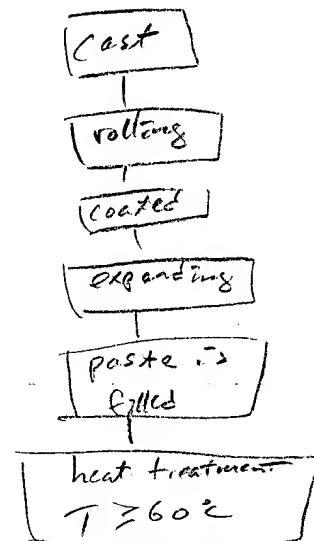 cast
rolling
coated
expanding
paste is
filled
heat treatment
T ≥ 60°C